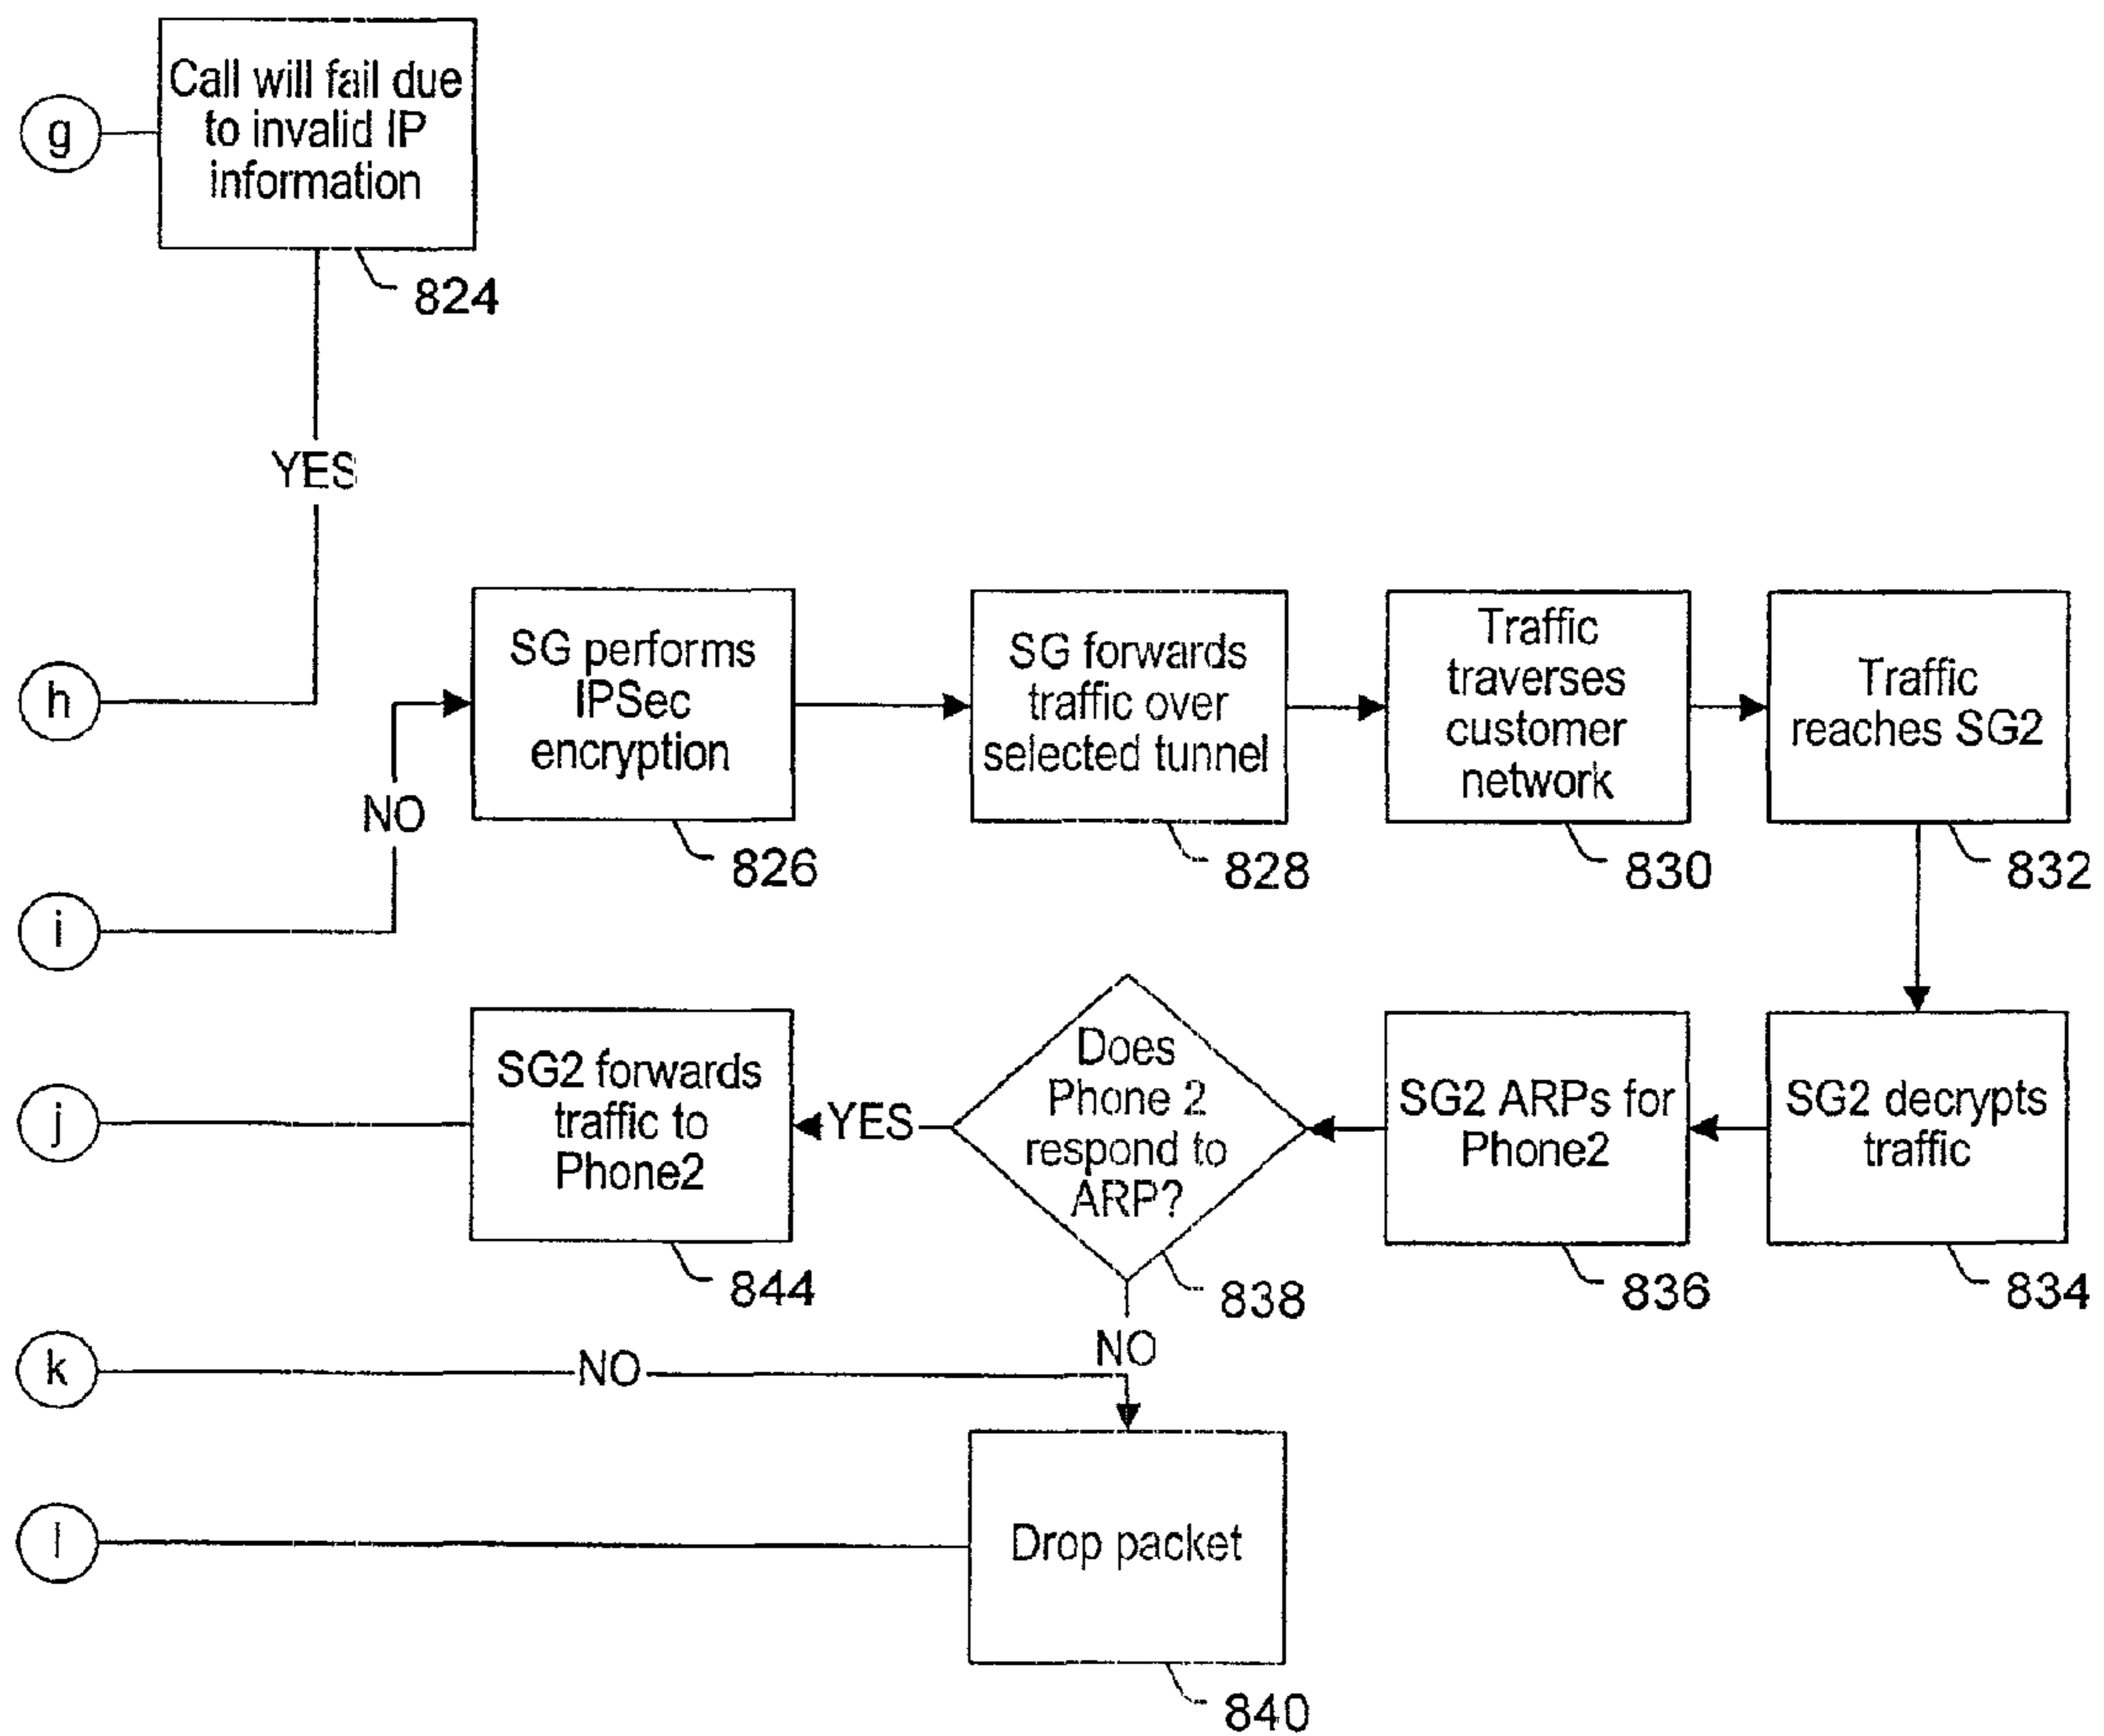 g
Call will fail due
to invalid IP
information
824
YES
h
SG performs
IPSec
encryption
826
SG forwards
traffic over
selected tunnel
828
Traffic
traverses
customer
network
830
Traffic
reaches SG2
832
NO
i
j
SG2 forwards
traffic to
Phone2
844
YES
Does
Phone 2
respond to
ARP?
838
SG2 ARPs for
Phone2
836
SG2 decrypts
traffic
834
NO
k
NO
l
Drop packet
840